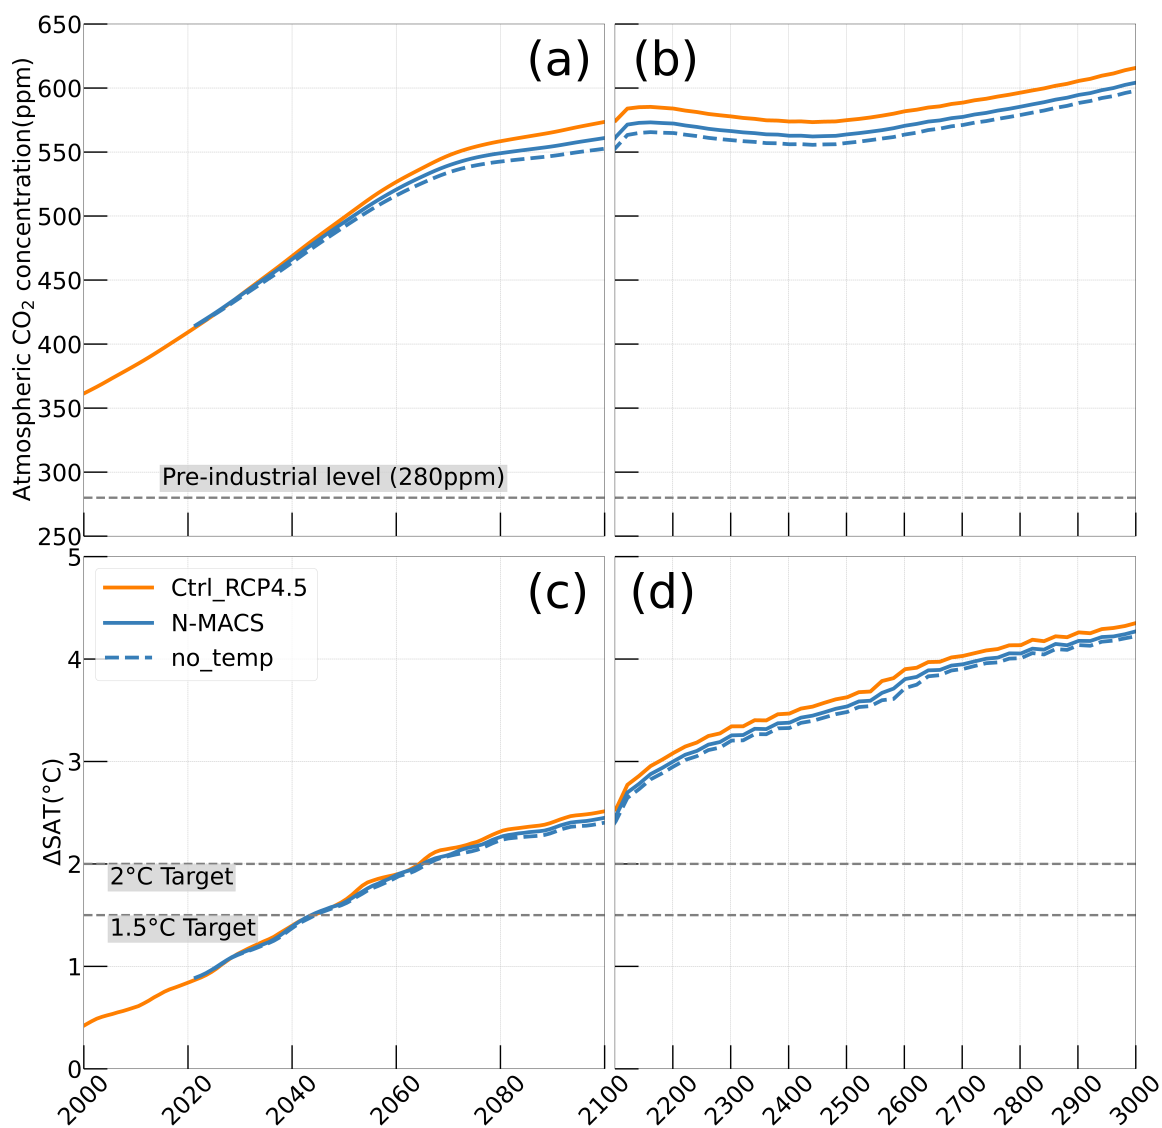 650
600
550
500
450
400
350
300
250
Atmospheric CO₂ concentration(ppm)
(a)
(b)
Pre-industrial level (280ppm)
5
4
3
2
1
0
ΔSAT(°C)
Ctrl_RCP4.5
N-MACS
no_temp
(c)
(d)
2°C Target
1.5°C Target
2000
2020
2040
2060
2080
2100
2200
2300
2400
2500
2600
2700
2800
2900
3000